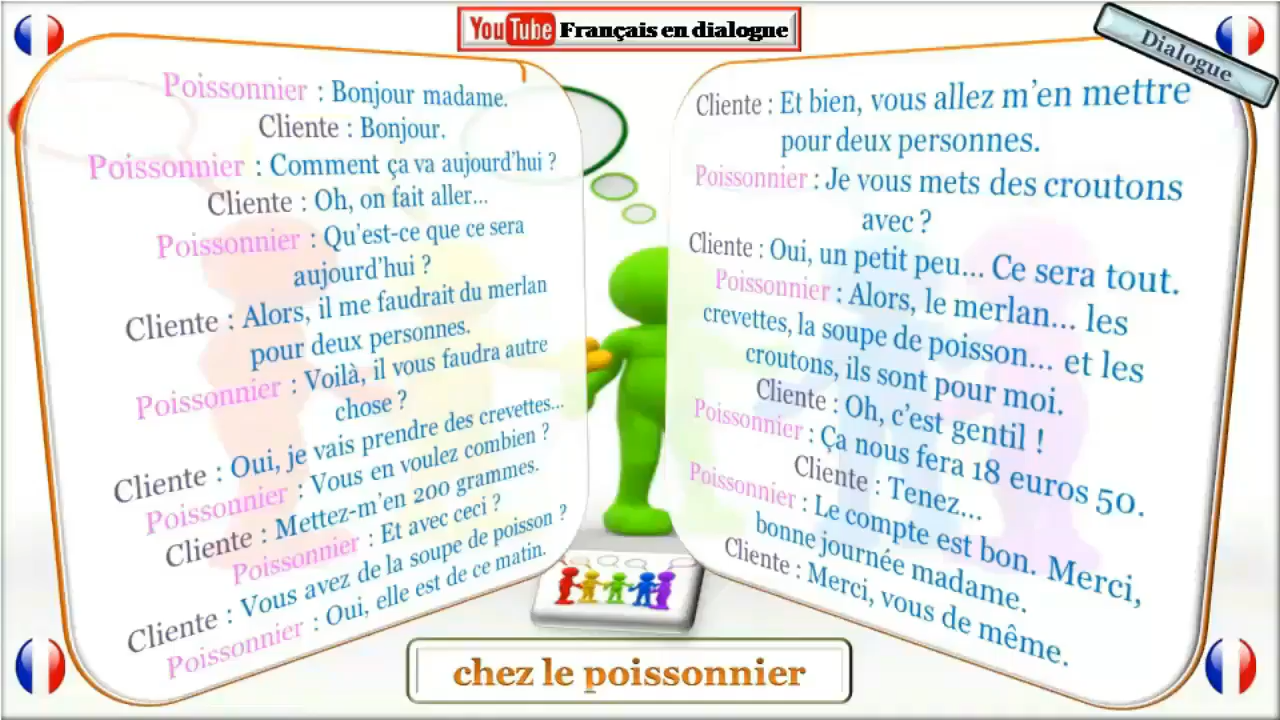 YouTube Français en dialogue
Dialogue
Poissonnier : Bonjour madame.
Cliente : Bonjour.
Poissonnier : Comment ça va aujourd'hui ?
Cliente : Oh, on fait aller...
Poissonnier : Qu'est-ce que ce sera
aujourd'hui ?
Cliente : Alors, il me faudrait du merlan
pour deux personnes.
Poissonnier : Voilà, il vous faudra autre
chose ?
Cliente : Oui, je vais prendre des crevettes...
Poissonnier : Vous en voulez combien ?
Cliente : Mettez-m'en 200 grammes.
Poissonnier : Et avec ceci ?
Cliente : Vous avez de la soupe de poisson ?
Poissonnier : Oui, elle est de ce matin.
Cliente : Et bien, vous allez m'en mettre
pour deux personnes.
Poissonnier : Je vous mets des croutons
avec ?
Cliente : Oui, un petit peu... Ce sera tout.
Poissonnier : Alors, le merlan... les
crevettes, la soupe de poisson... et les
croutons, ils sont pour moi.
Cliente : Oh, c'est gentil !
Poissonnier : Ça nous fera 18 euros 50.
Cliente : Tenez...
Poissonnier : Le compte est bon. Merci,
bonne journée madame.
Cliente : Merci, vous de même.
chez le poissonnier